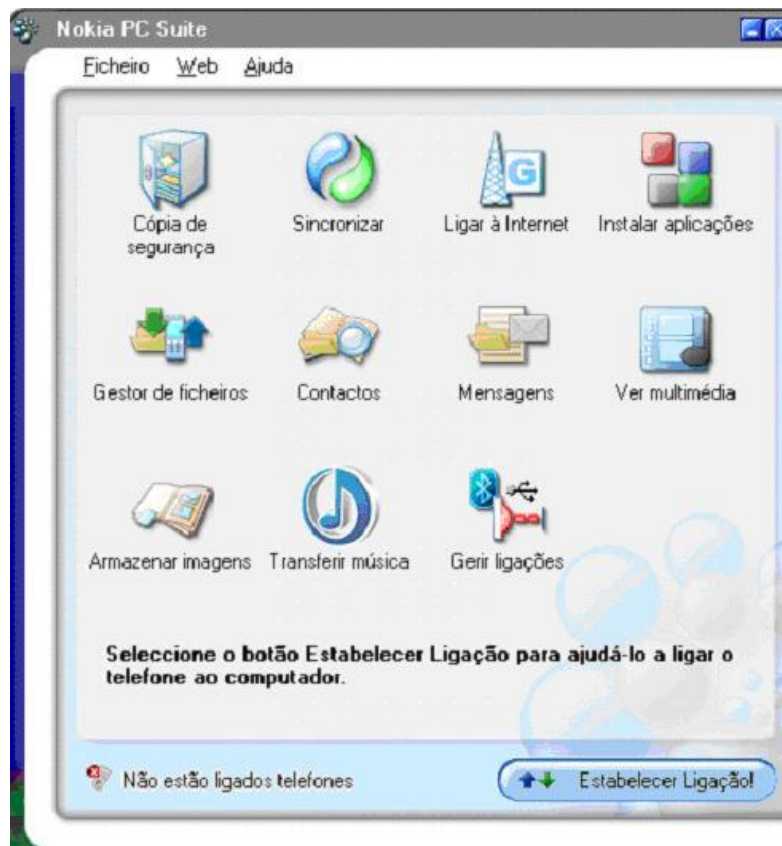 Nokia PC Suite
Ficheiro Web Ajuda
Cópia de
segurança
Sincronizar
Ligar à Internet
Instalar aplicações
Gestor de ficheiros
Contactos
Mensagens
Ver multimédia
Armazenar imagens
Transferir música
Gerir ligações
Seleccione o botão Estabelecer Ligação para ajudá-lo a ligar o
telefone ao computador.
Não estão ligados telefones
Estabelecer Ligação!